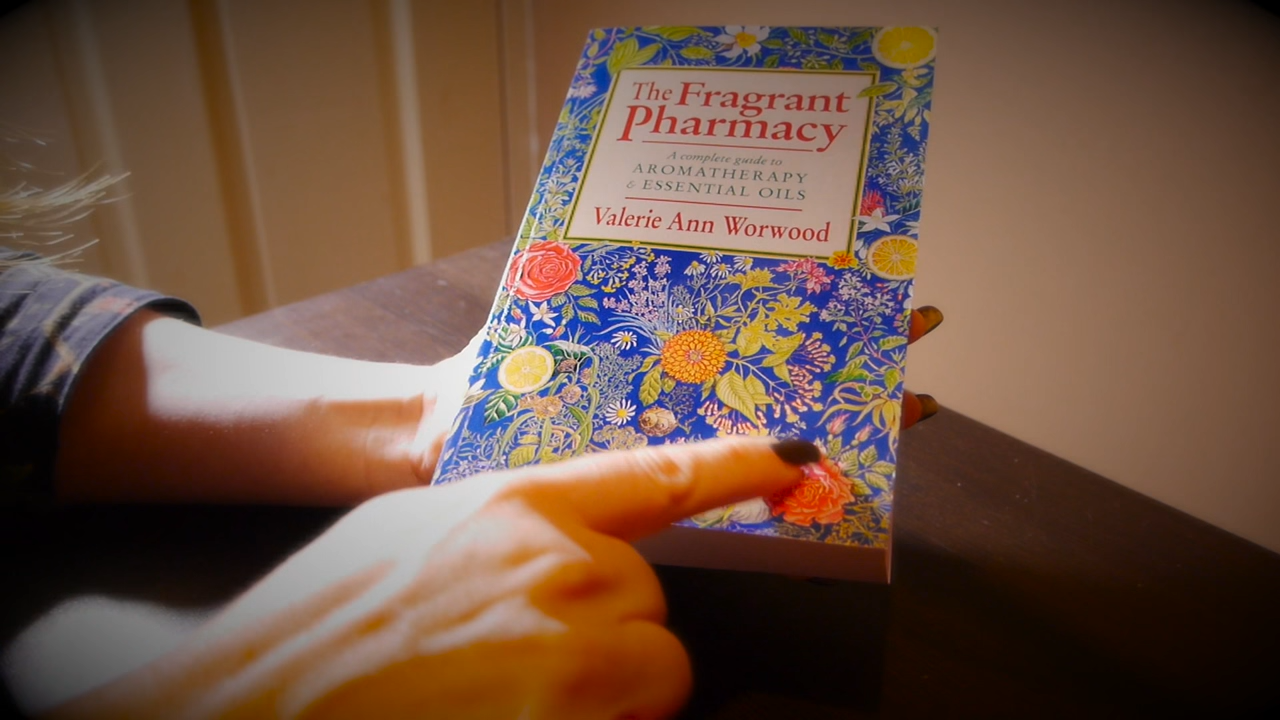 The Fragrant
Pharmacy
A complete guide to
AROMATHERAPY
& ESSENTIAL OILS
Valerie Ann Worwood